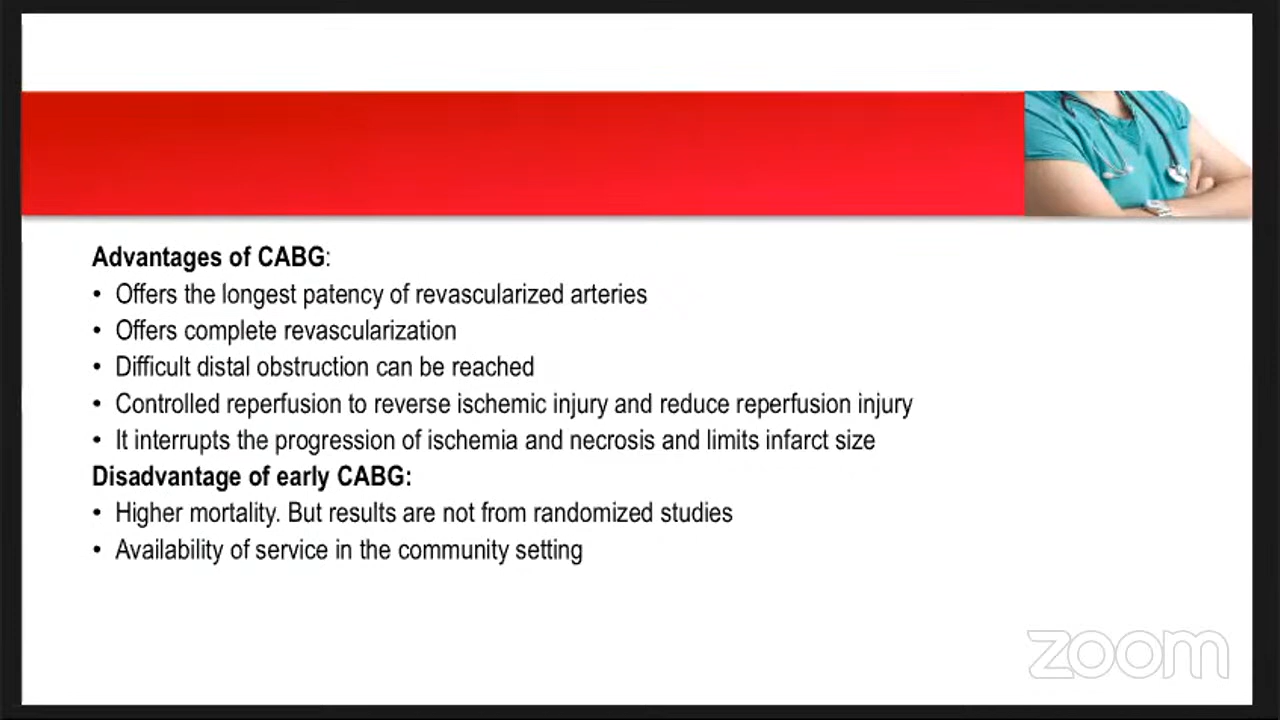 Advantages of CABG:
• Offers the longest patency of revascularized arteries
• Offers complete revascularization
• Difficult distal obstruction can be reached
• Controlled reperfusion to reverse ischemic injury and reduce reperfusion injury
• It interrupts the progression of ischemia and necrosis and limits infarct size
Disadvantage of early CABG:
• Higher mortality. But results are not from randomized studies
• Availability of service in the community setting
zoom